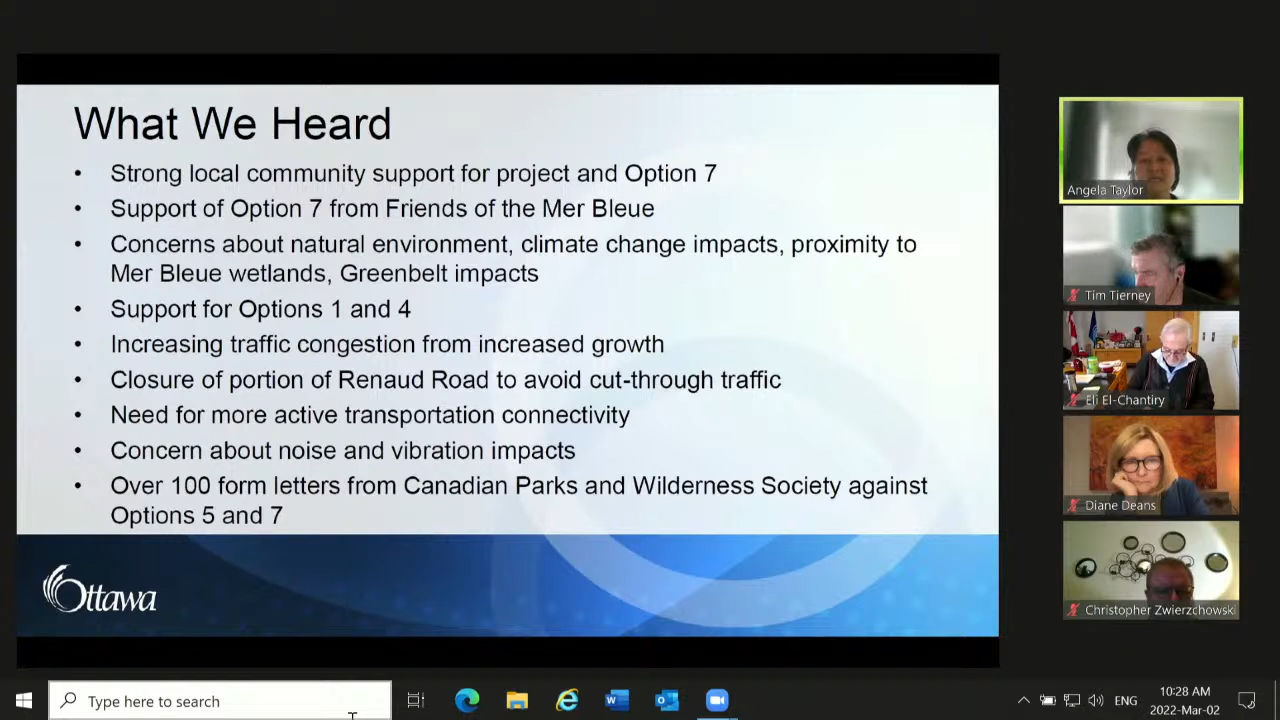 What We Heard
• Strong local community support for project and Option 7
• Support of Option 7 from Friends of the Mer Bleue
• Concerns about natural environment, climate change impacts, proximity to
Mer Bleue wetlands, Greenbelt impacts
• Support for Options 1 and 4
• Increasing traffic congestion from increased growth
• Closure of portion of Renaud Road to avoid cut-through traffic
• Need for more active transportation connectivity
• Concern about noise and vibration impacts
• Over 100 form letters from Canadian Parks and Wilderness Society against
Options 5 and 7
Ottawa
Angela Taylor
Tim Tierney
Eli El-Chantiry
Diane Deans
Christopher Zwierzchowski
Type here to search
ENG
10:28 AM
2022-Mar-02